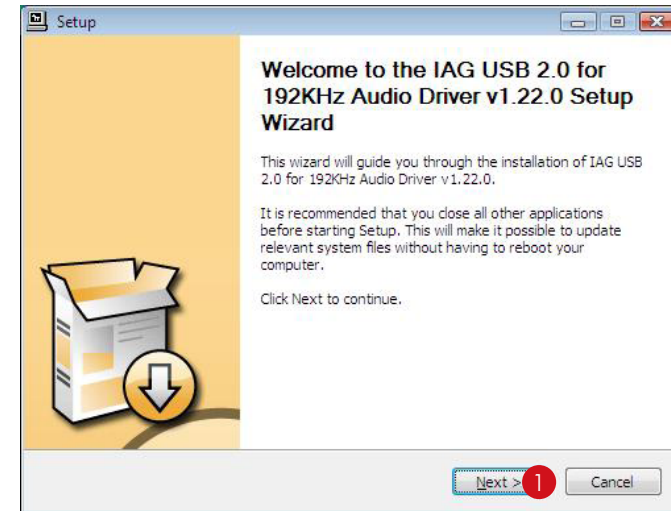 Setup
Welcome to the IAG USB 2.0 for
192KHz Audio Driver v1.22.0 Setup
Wizard
This wizard will guide you through the installation of IAG USB
2.0 for 192KHz Audio Driver v1.22.0.
It is recommended that you close all other applications
before starting Setup. This will make it possible to update
relevant system files without having to reboot your
computer.
Click Next to continue.
Next > 1 Cancel